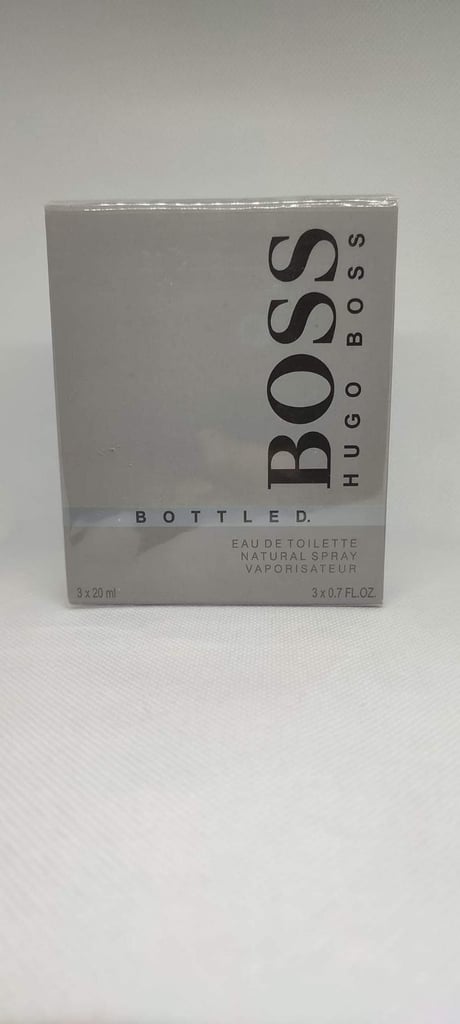 BOSS
HUGO BOSS
BOTTLED.
EAU DE TOILETTE
NATURAL SPRAY
VAPORISATEUR
3 x 20 ml
3 x 0.7 FL.OZ.